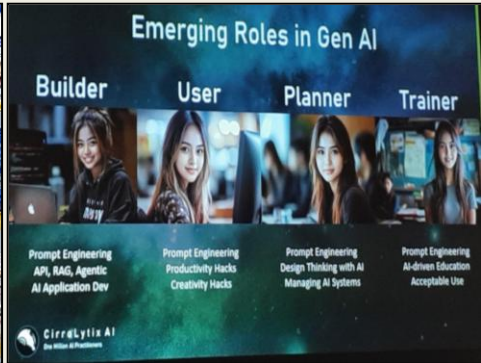 Emerging Roles in Gen AI
Builder
User
Planner
Trainer
Prompt Engineering
API, RAG, Agentic
AI Application Dev
Prompt Engineering
Productivity Hacks
Creativity Hacks
Prompt Engineering
Design Thinking with AI
Managing AI Systems
Prompt Engineering
AI-driven Education
Acceptable Use
CirroLytix AI
One Million AI Practitioners